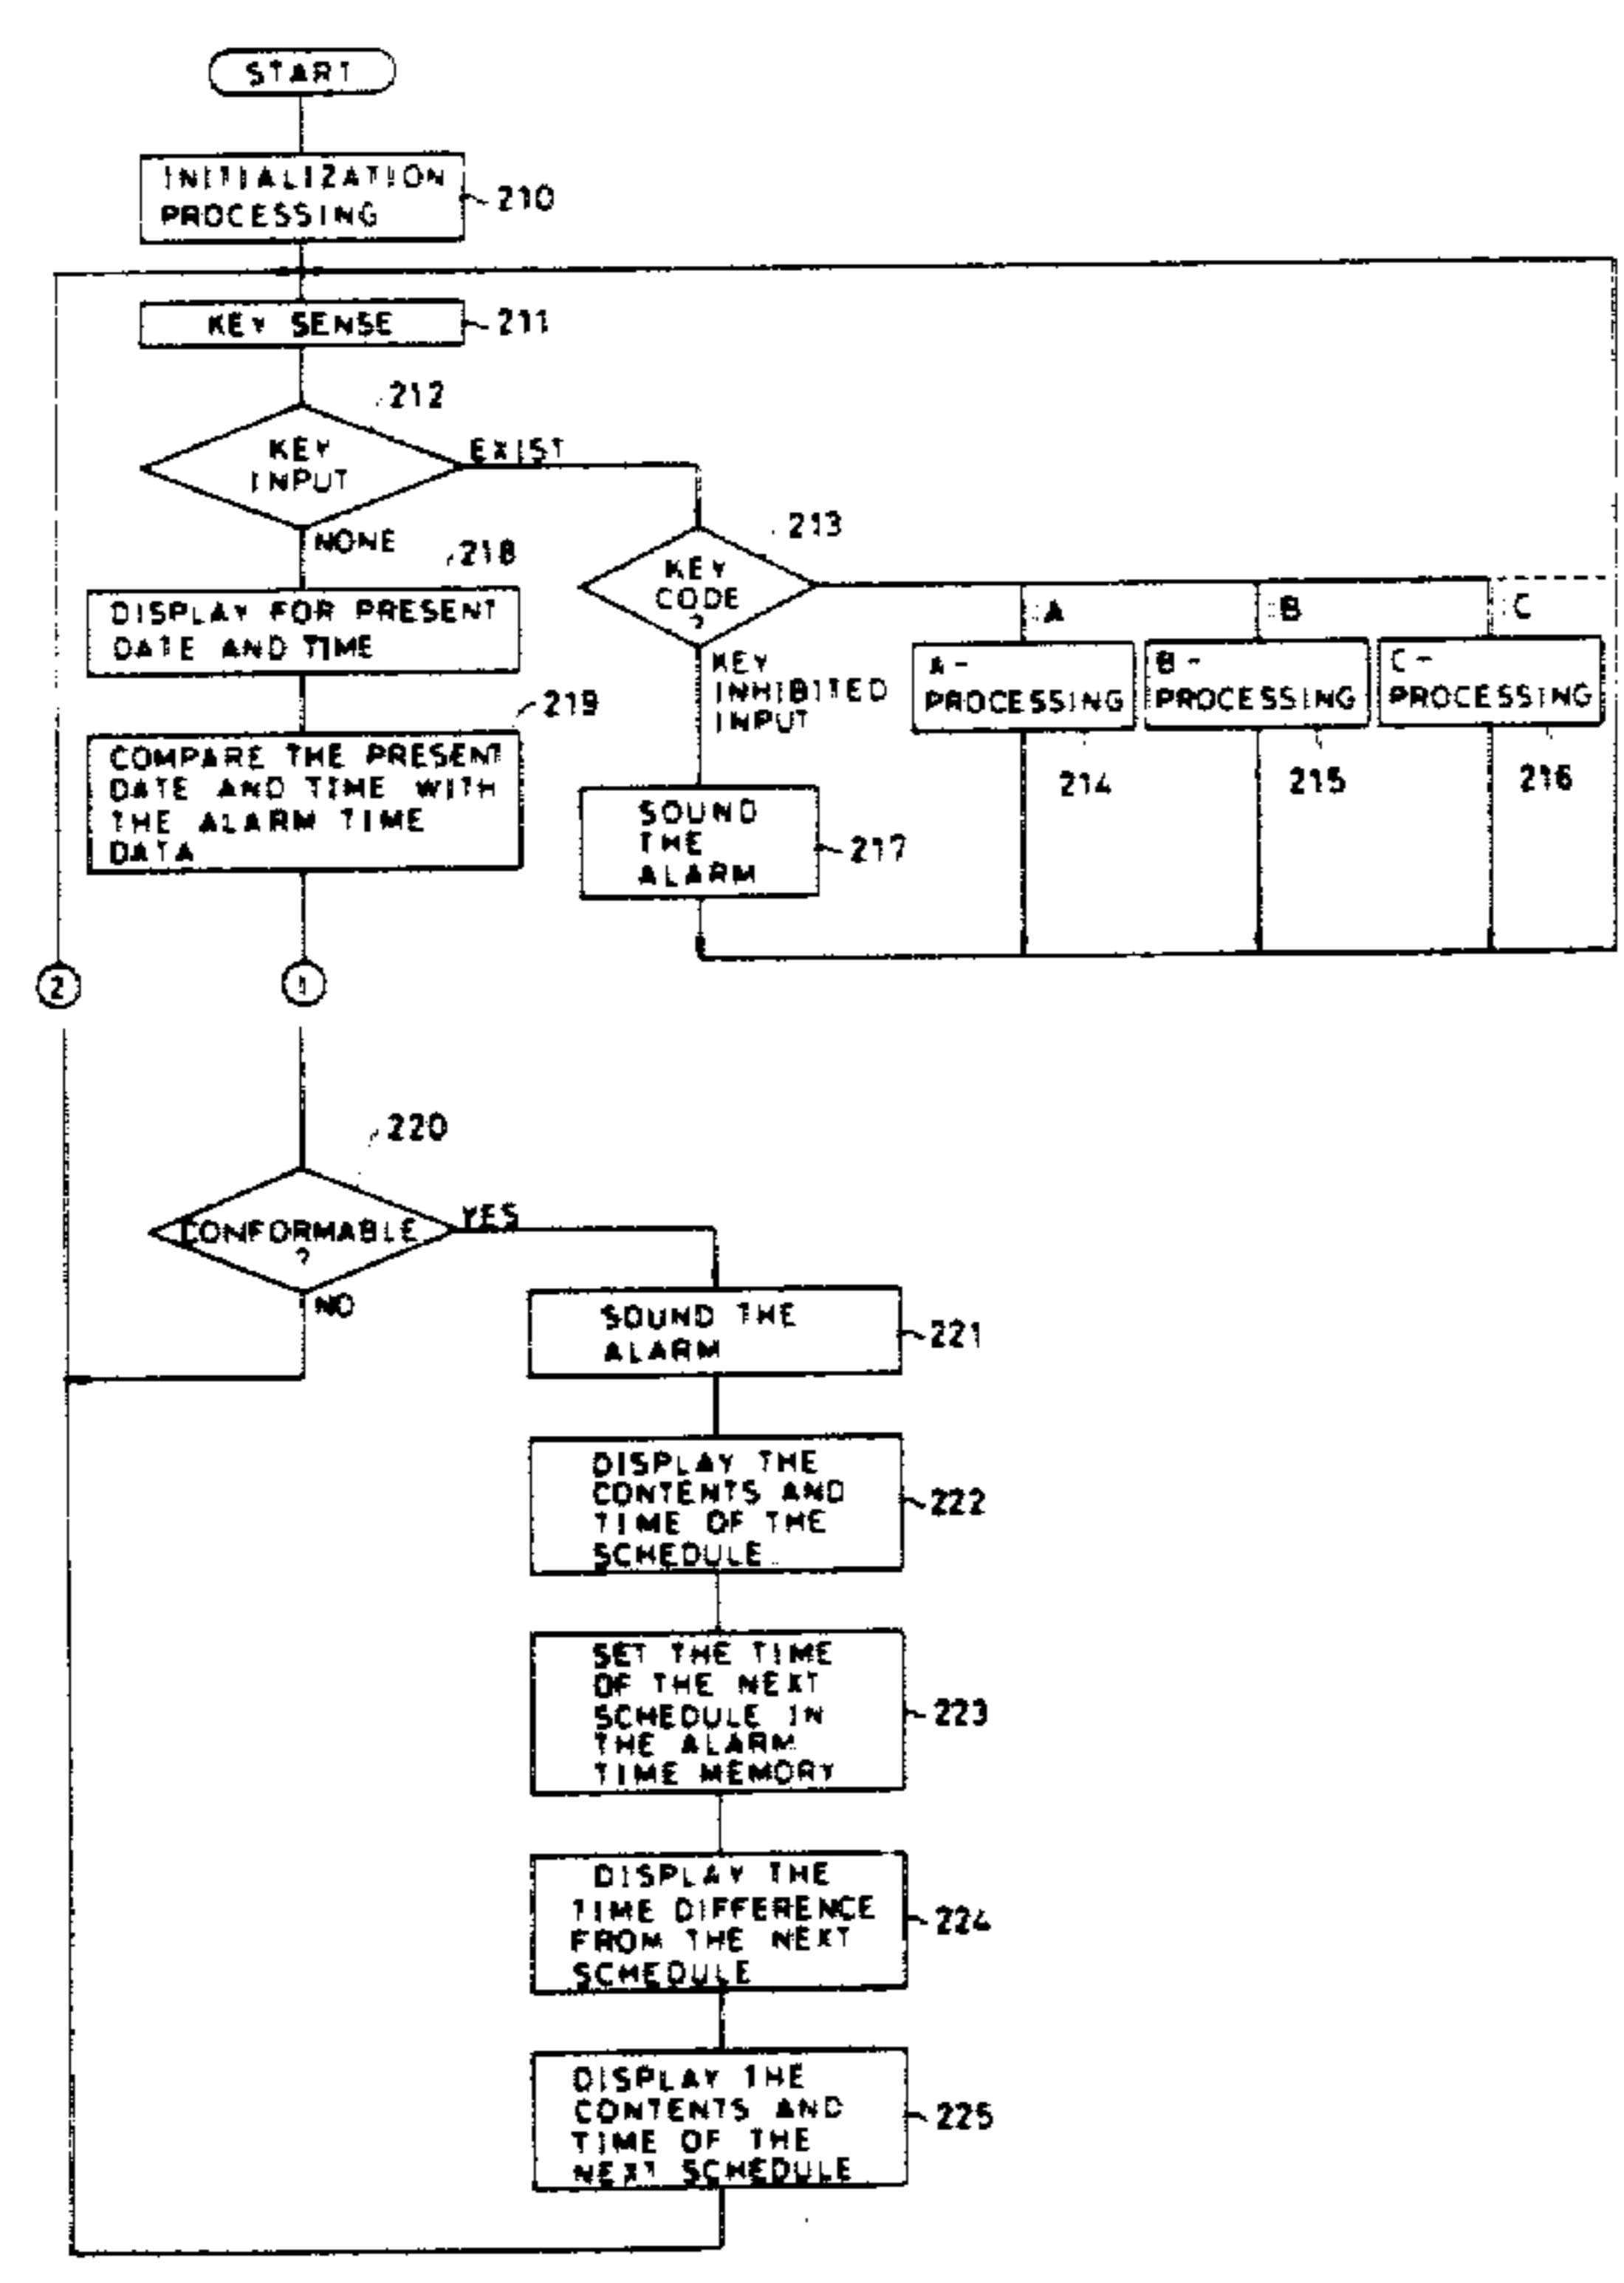 START
INITIALIZATION
PROCESSING
210
KEY SENSE
211
212
KEY
INPUT
EXIST
NONE
213
KEY
CODE
?
218
DISPLAY FOR PRESENT
DATE AND TIME
:A
:B
:C
KEY
INHIBITED
INPUT
A-
PROCESSING
B-
PROCESSING
C-
PROCESSING
214
215
216
219
COMPARE THE PRESENT
DATE AND TIME WITH
THE ALARM TIME
DATA
SOUND
THE
ALARM
217
2
1
220
CONFORMABLE
?
YES
NO
SOUND THE
ALARM
221
DISPLAY THE
CONTENTS AND
TIME OF THE
SCHEDULE
222
SET THE TIME
OF THE NEXT
SCHEDULE IN
THE ALARM
TIME MEMORY
223
DISPLAY THE
TIME DIFFERENCE
FROM THE NEXT
SCHEDULE
224
DISPLAY THE
CONTENTS AND
TIME OF THE
NEXT SCHEDULE
225